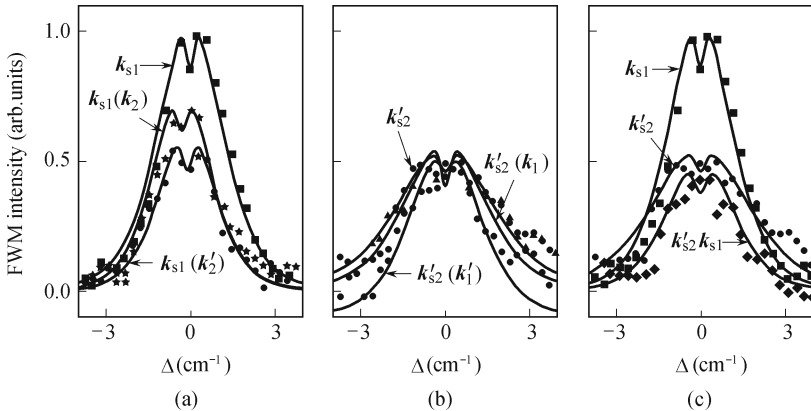 FWM intensity (arb.units)
1.0
0.5
0.0
k_s1
k_s1(k_2)
k_s1 (k′_2)
−3 0 3
Δ(cm⁻¹)
(a)
k′_s2
k′_s2 (k_1)
k′_s2 (k′_1)
−3 0 3
Δ(cm⁻¹)
(b)
k_s1
k′_s2
k′_s2 k_s1
−3 0 3
Δ(cm⁻¹)
(c)